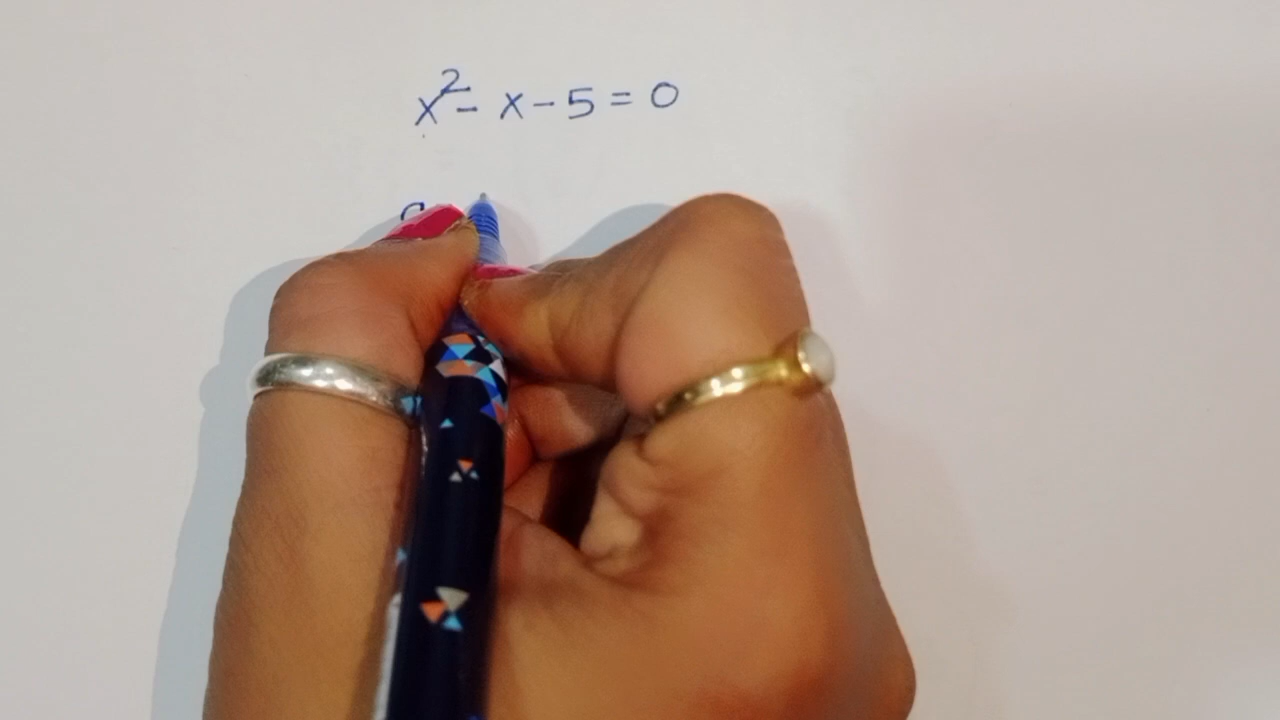 x² - x - 5 = 0